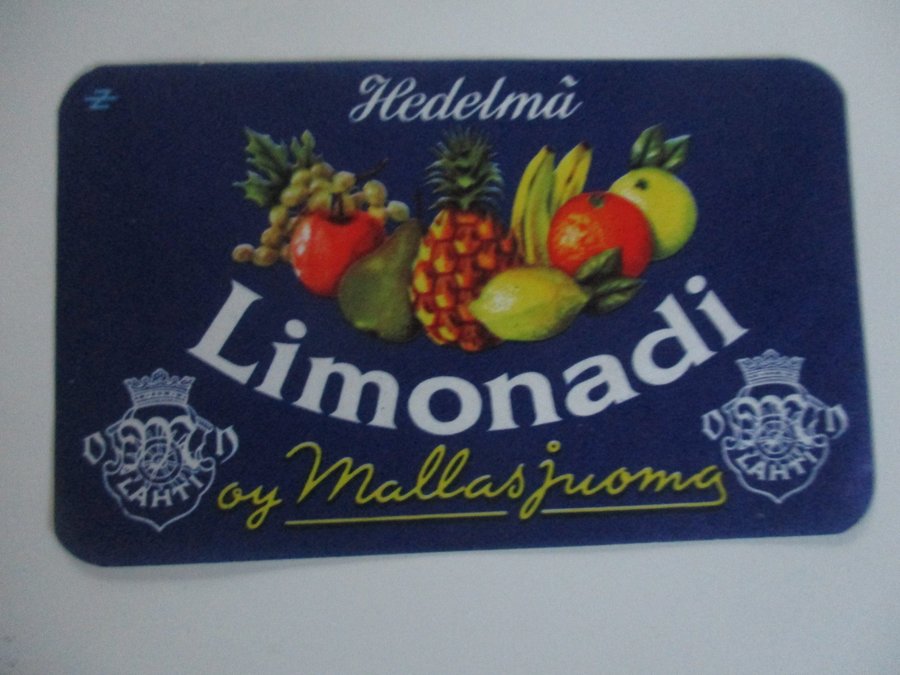 Hedelmä
Limonadi
oy Mallasjuoma
LAHTI
LAHTI